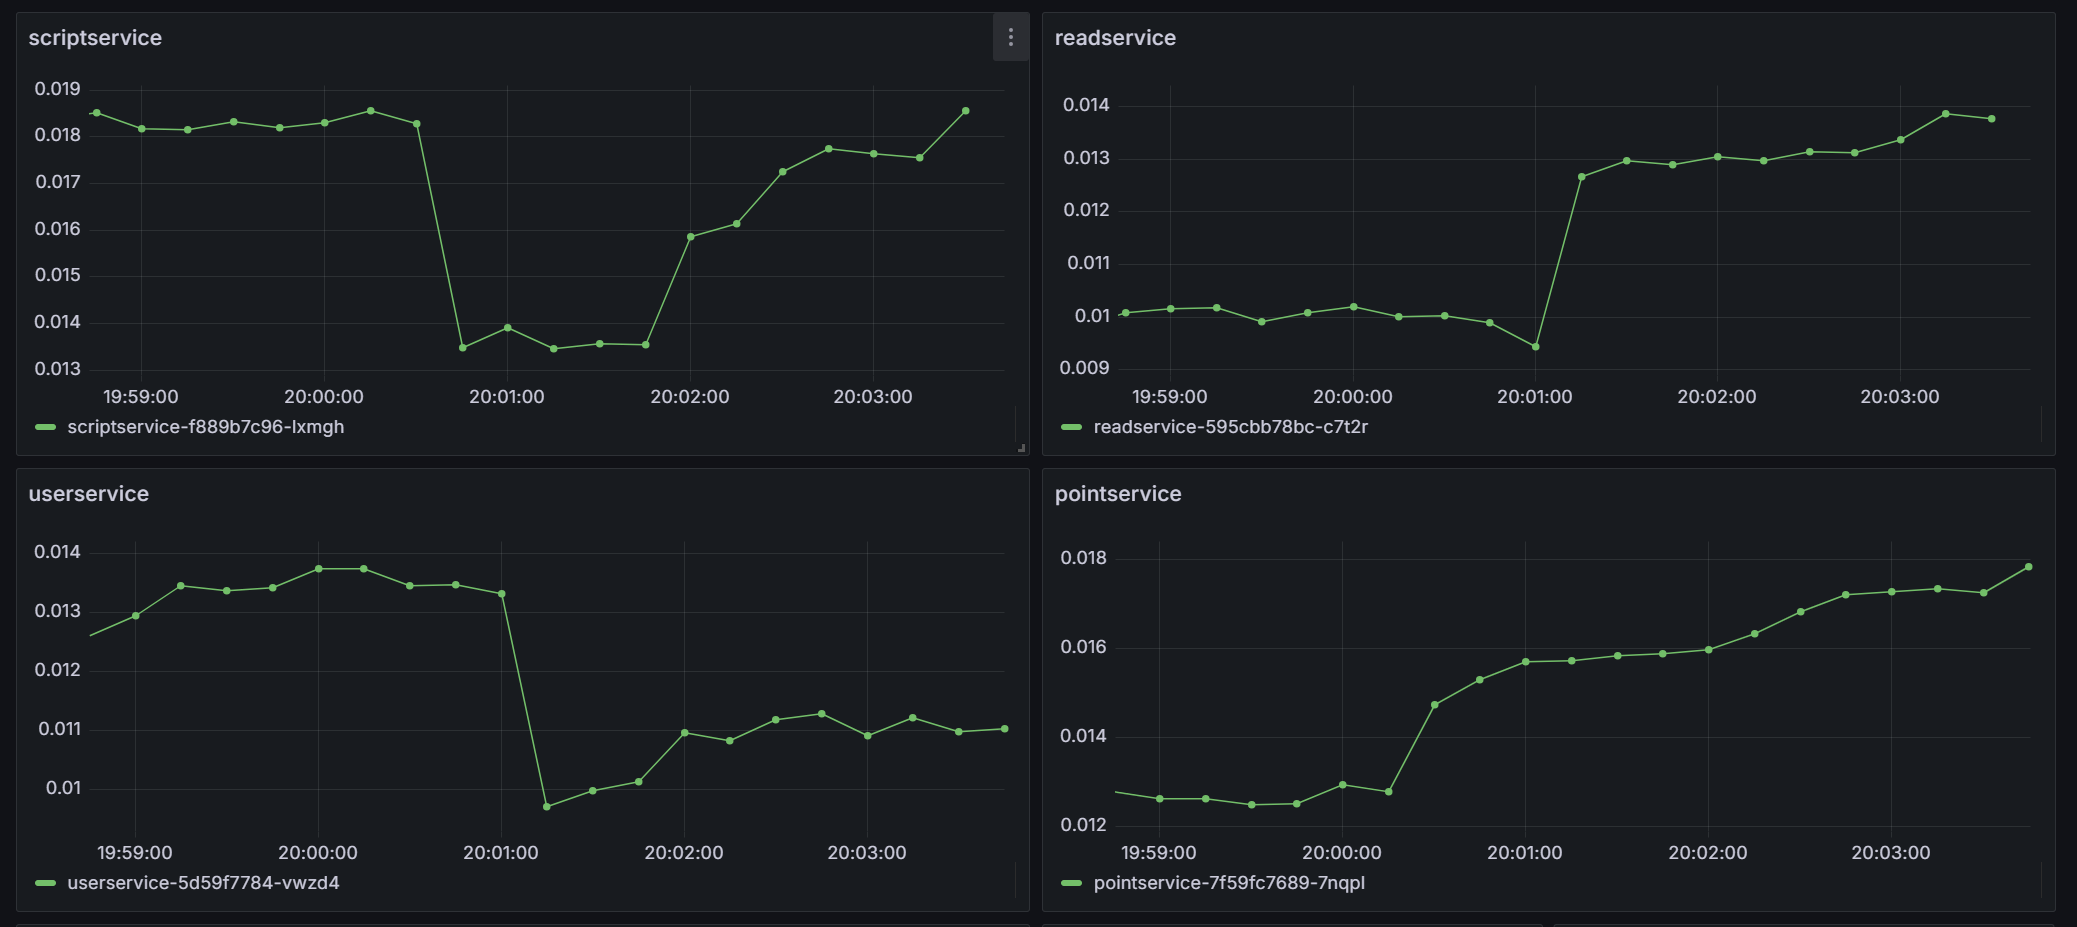 scriptservice
0.019
0.018
0.017
0.016
0.015
0.014
0.013
19:59:00 20:00:00 20:01:00 20:02:00 20:03:00
scriptservice-f889b7c96-lxmgh
readservice
0.014
0.013
0.012
0.011
0.01
0.009
19:59:00 20:00:00 20:01:00 20:02:00 20:03:00
readservice-595cbb78bc-c7t2r
userservice
0.014
0.013
0.012
0.011
0.01
19:59:00 20:00:00 20:01:00 20:02:00 20:03:00
userservice-5d59f7784-vwzd4
pointservice
0.018
0.016
0.014
0.012
19:59:00 20:00:00 20:01:00 20:02:00 20:03:00
pointservice-7f59fc7689-7nqpl